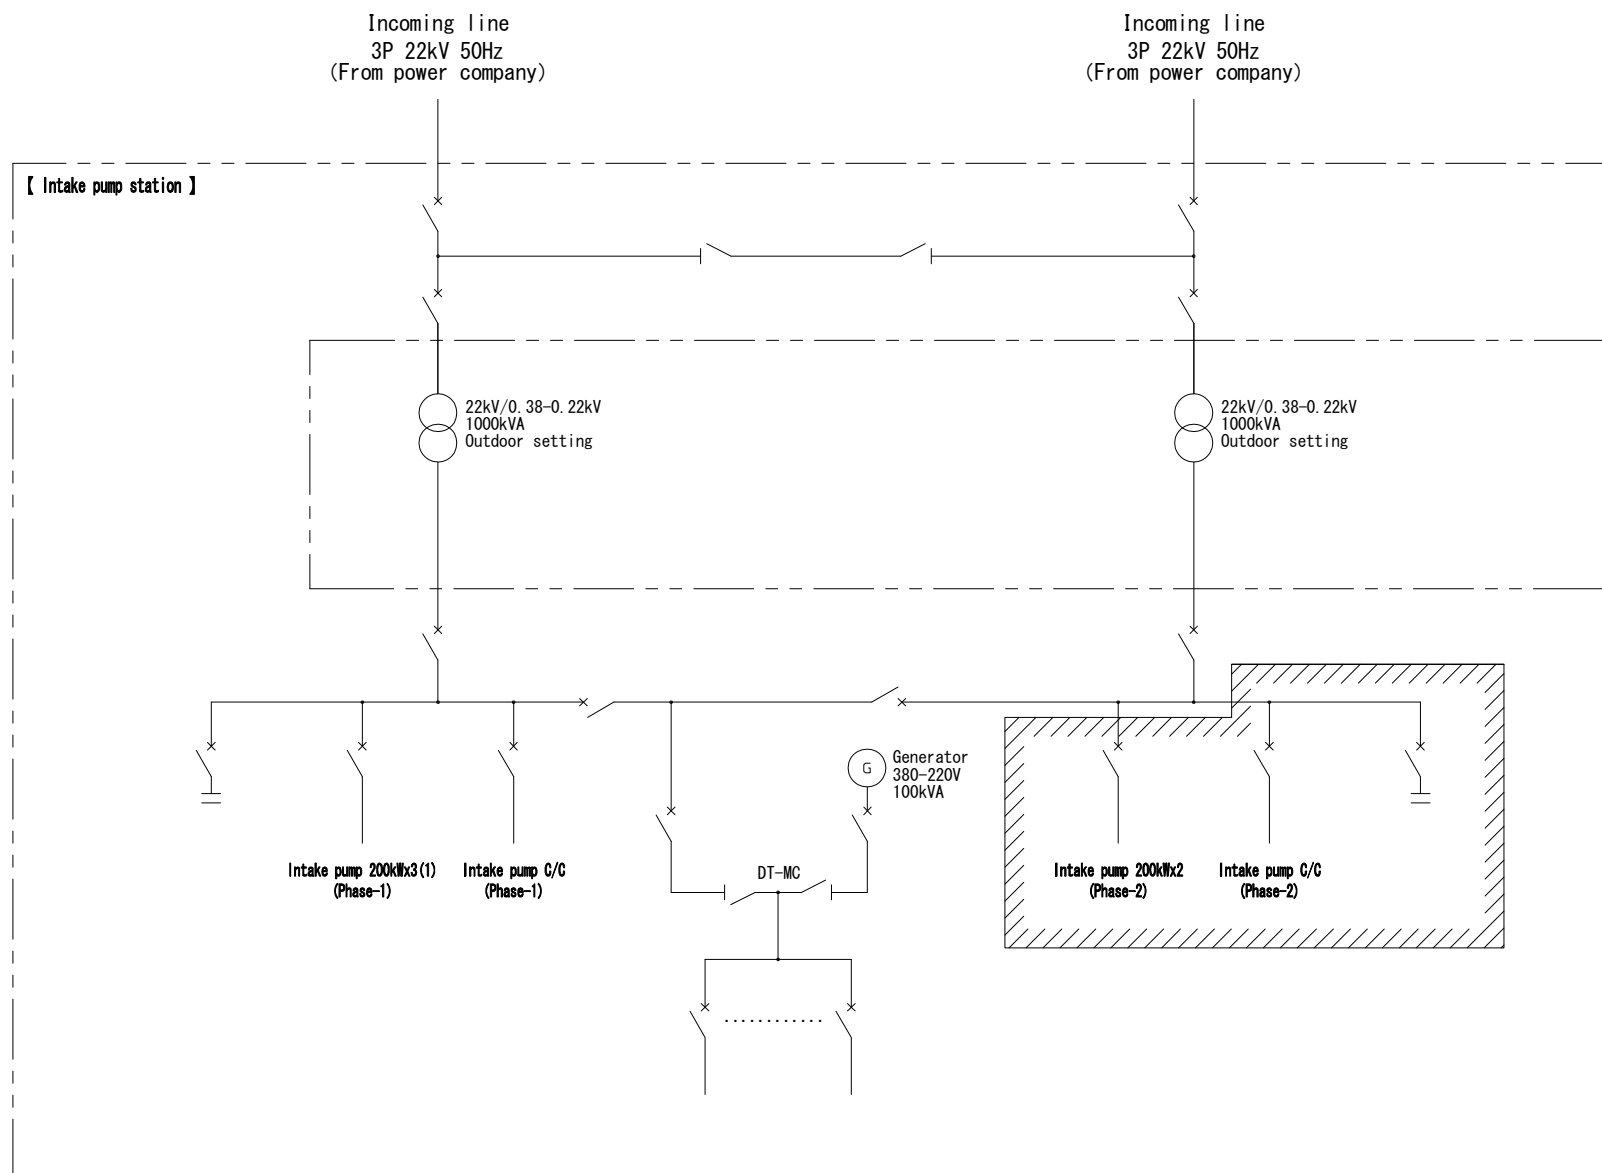 Incoming line
3P 22kV 50Hz
(From power company)
Incoming line
3P 22kV 50Hz
(From power company)
【 Intake pump station 】
22kV/0.38-0.22kV
1000kVA
Outdoor setting
22kV/0.38-0.22kV
1000kVA
Outdoor setting
G
Generator
380-220V
100kVA
Intake pump 200kWx3(1)
(Phase-1)
Intake pump C/C
(Phase-1)
DT-MC
Intake pump 200kWx2
(Phase-2)
Intake pump C/C
(Phase-2)